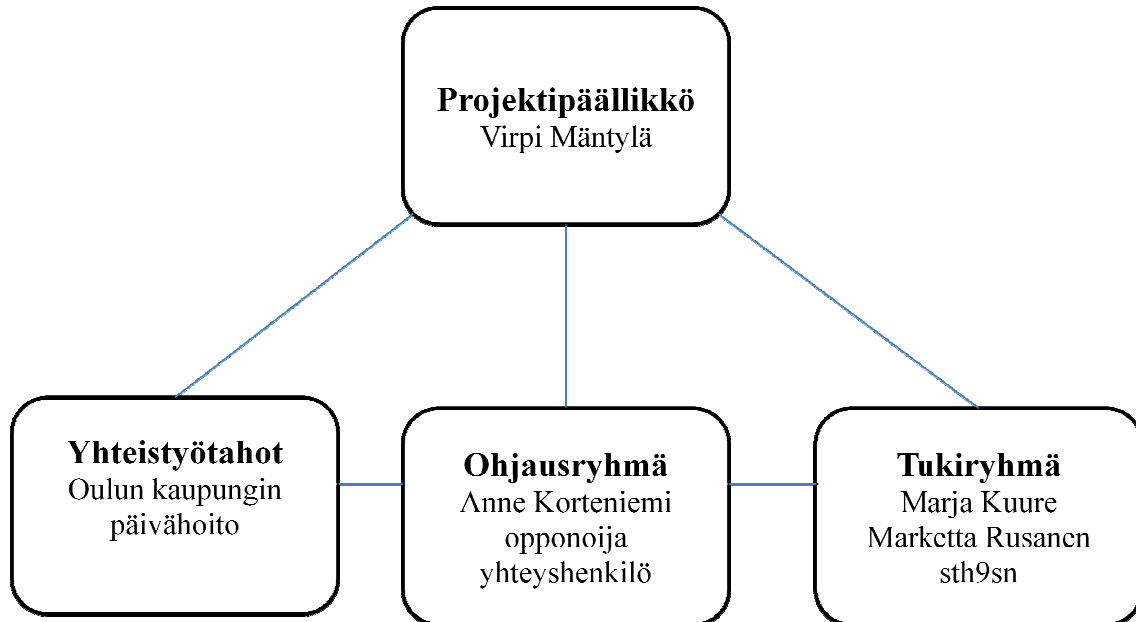 Projektipäällikkö
Virpi Mäntylä
Yhteistyötahot
Oulun kaupungin
päivähoito
Ohjausryhmä
Anne Korteniemi
opponoija
yhteyshenkilö
Tukiryhmä
Marja Kuure
Marketta Rusanen
sth9sn